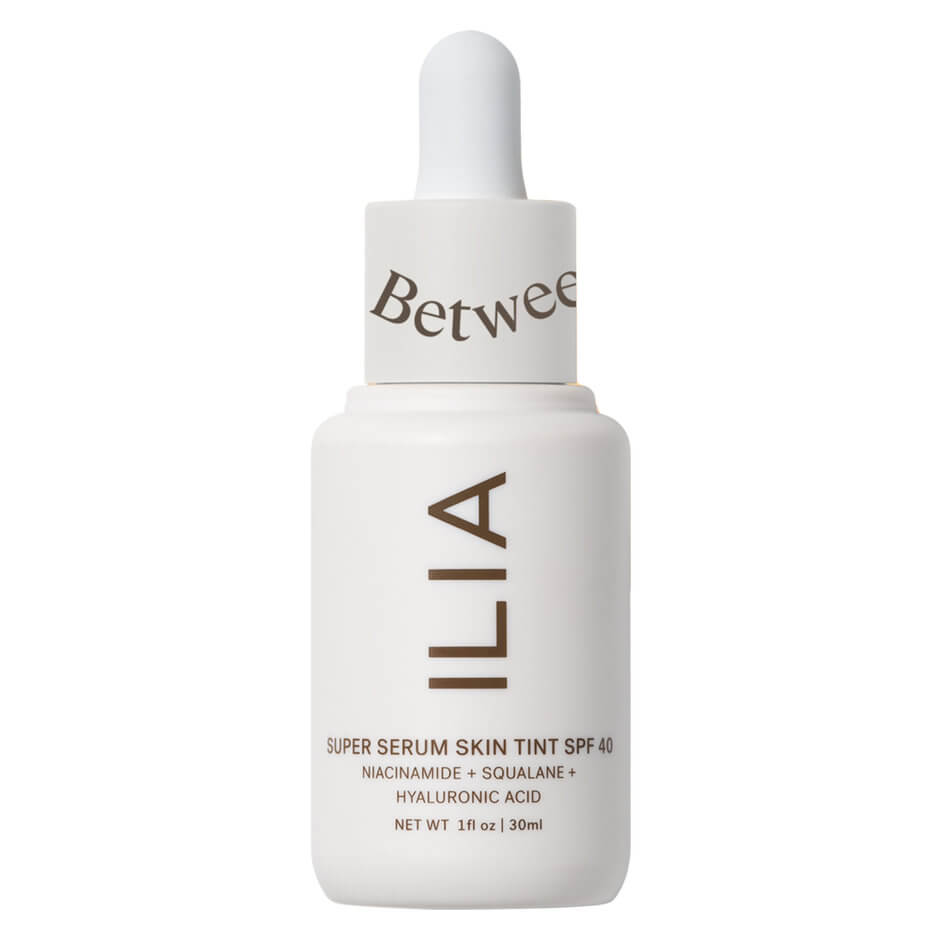 Betwee
ILIA
SUPER SERUM SKIN TINT SPF 40
NIACINAMIDE + SQUALANE +
HYALURONIC ACID
NET WT 1fl oz | 30ml